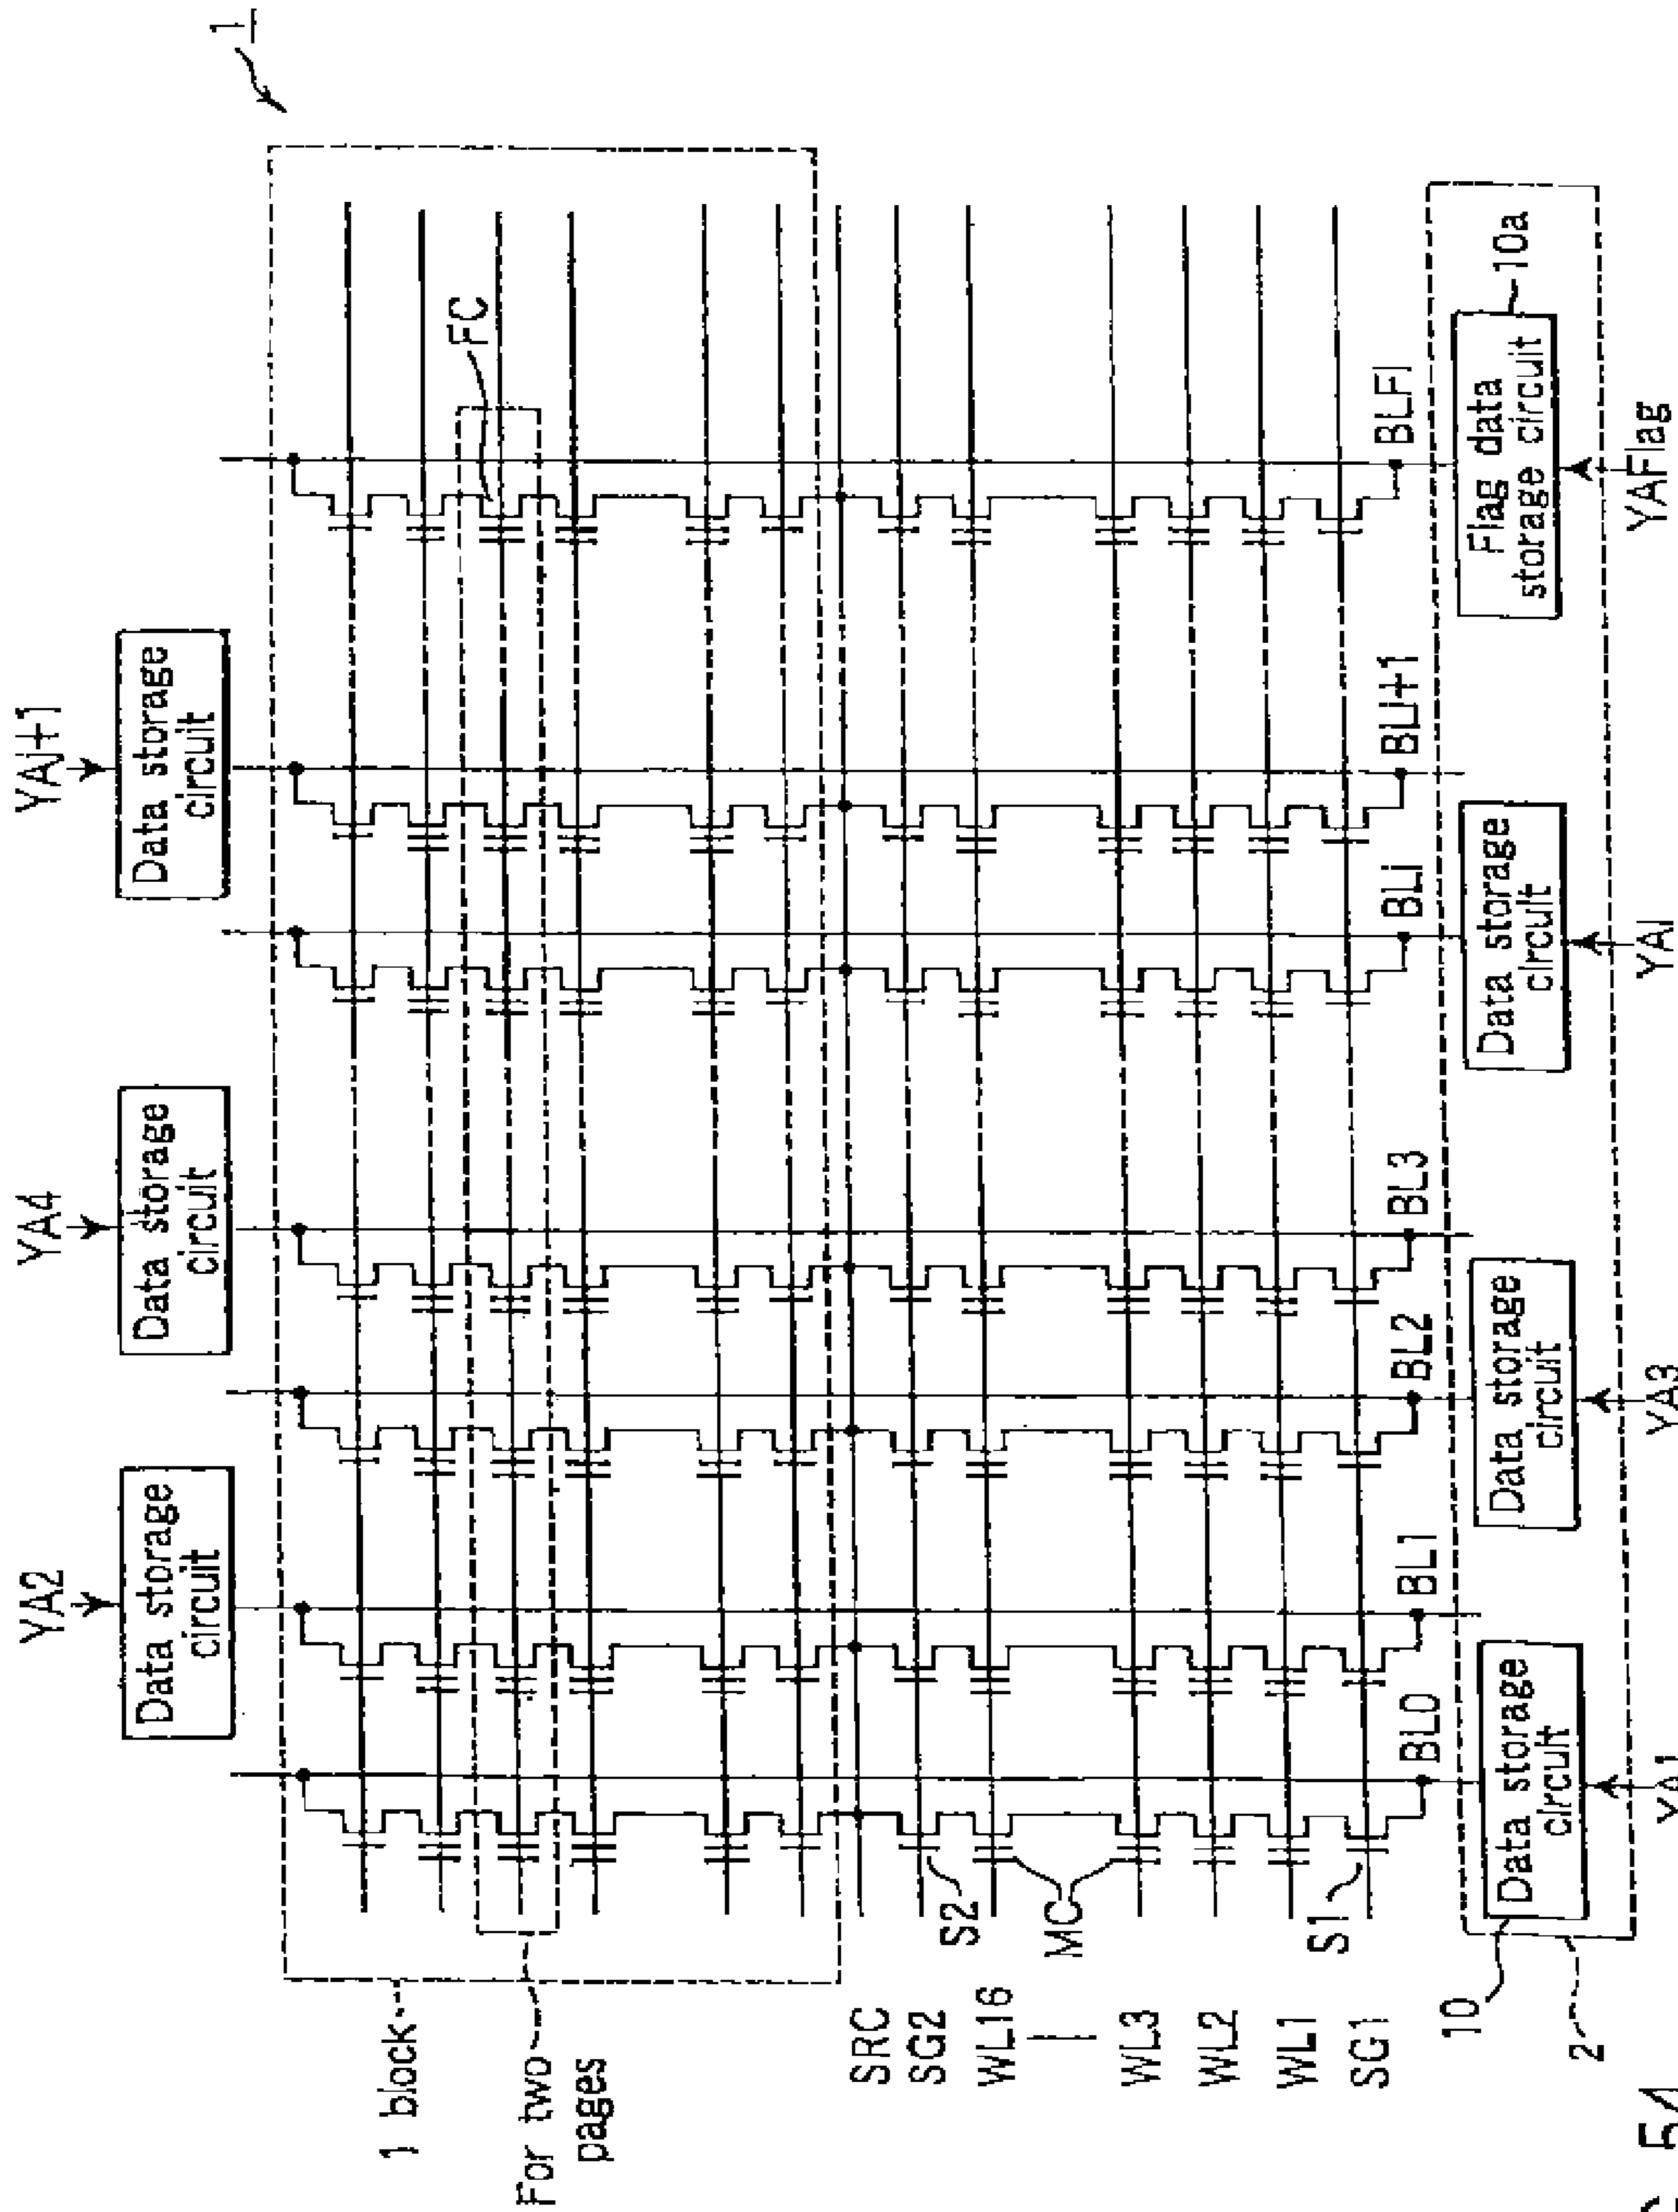 1
YA2
YA4
YAi+1
Data storage
circuit
Data storage
circuit
Data storage
circuit
1 block
For two
pages
FC
SRC
SG2
WL16
WL3
WL2
WL1
SG1
S2
MC
S1
BL0
BL1
BL2
BL3
BLi
BLi+1
BLFl
10
2
Data storage
circuit
Data storage
circuit
Data storage
circuit
Flag data
storage circuit
10a
YA1
YA3
YAi
YAFlag
54